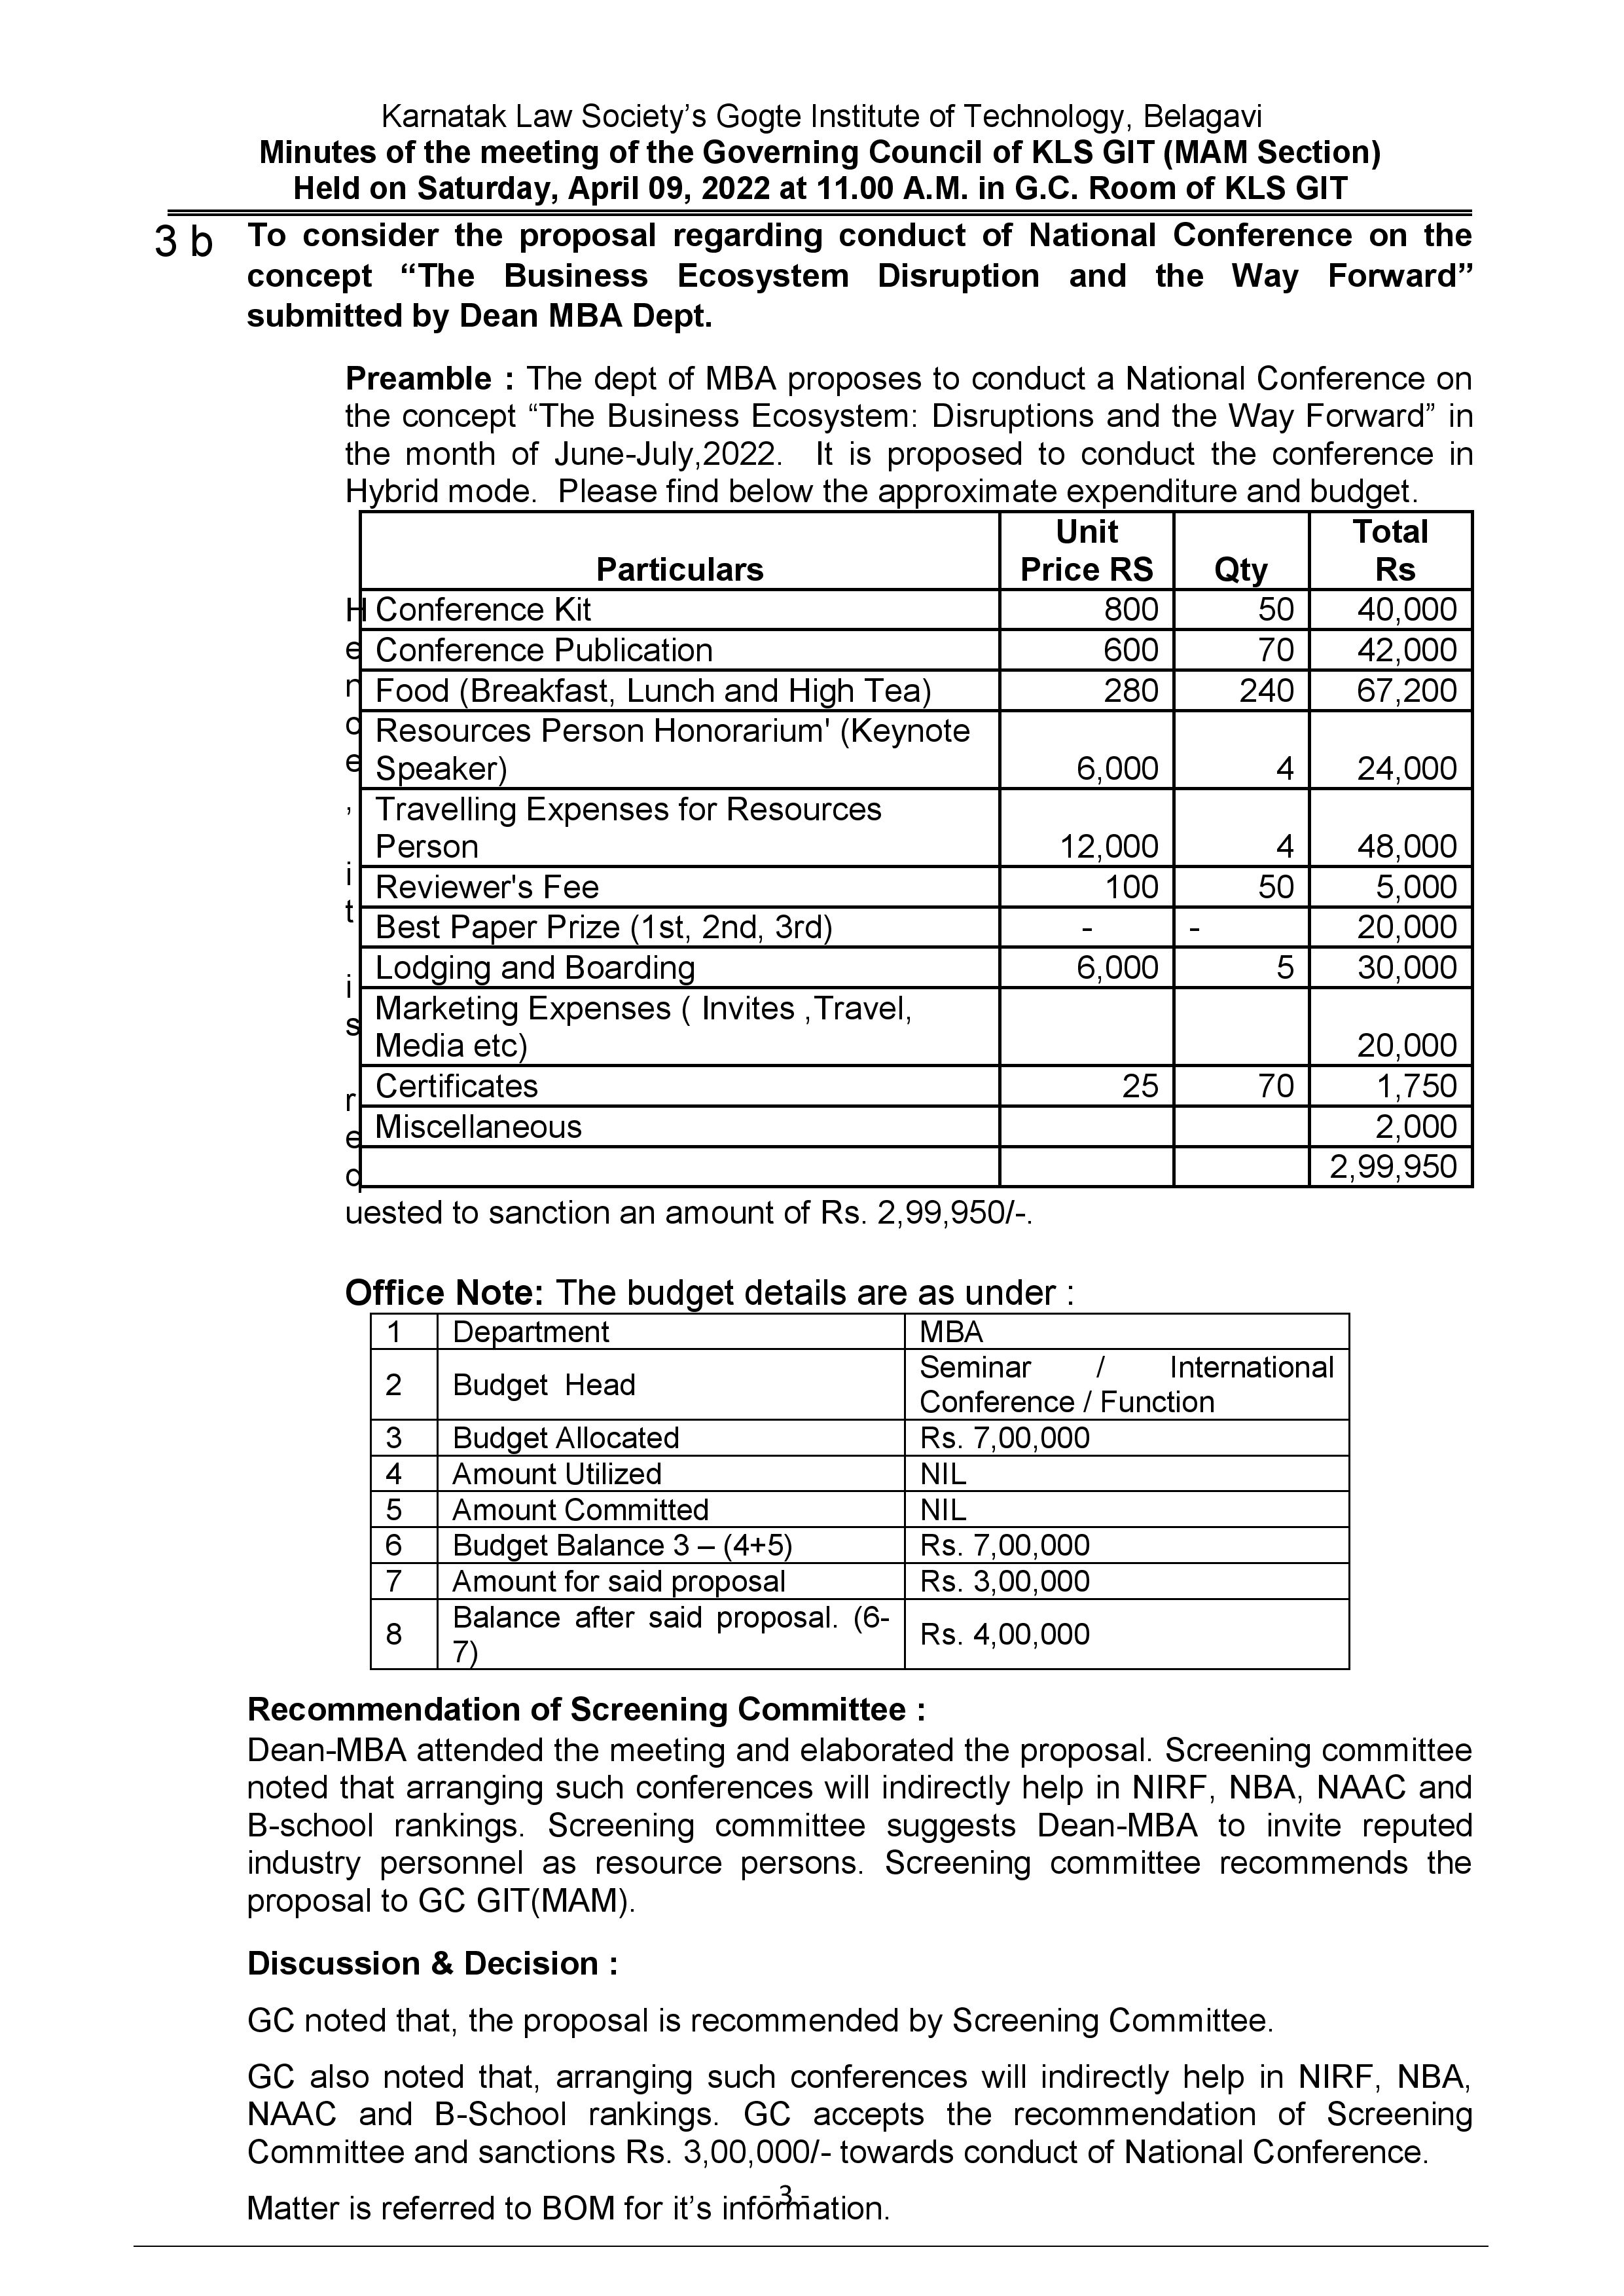 Karnatak Law Society’s Gogte Institute of Technology, Belagavi
Minutes of the meeting of the Governing Council of KLS GIT (MAM Section)
Held on Saturday, April 09, 2022 at 11.00 A.M. in G.C. Room of KLS GIT
3 b To consider the proposal regarding conduct of National Conference on the
concept “The Business Ecosystem Disruption and the Way Forward”
submitted by Dean MBA Dept.
Preamble : The dept of MBA proposes to conduct a National Conference on
the concept “The Business Ecosystem: Disruptions and the Way Forward” in
the month of June-July,2022. It is proposed to conduct the conference in
Hybrid mode. Please find below the approximate expenditure and budget.
Unit Total
Particulars Price RS Qty Rs
H Conference Kit 800 50 40,000
e Conference Publication 600 70 42,000
n Food (Breakfast, Lunch and High Tea) 280 240 67,200
c Resources Person Honorarium' (Keynote
e Speaker) 6,000 4 24,000
, Travelling Expenses for Resources
Person 12,000 4 48,000
i Reviewer's Fee 100 50 5,000
t Best Paper Prize (1st, 2nd, 3rd) - - 20,000
Lodging and Boarding 6,000 5 30,000
i Marketing Expenses ( Invites ,Travel,
s Media etc) 20,000
r Certificates 25 70 1,750
e Miscellaneous 2,000
q 2,99,950
uested to sanction an amount of Rs. 2,99,950/-.
Office Note: The budget details are as under :
1 Department MBA
2 Budget Head Seminar / International
Conference / Function
3 Budget Allocated Rs. 7,00,000
4 Amount Utilized NIL
5 Amount Committed NIL
6 Budget Balance 3 – (4+5) Rs. 7,00,000
7 Amount for said proposal Rs. 3,00,000
8 Balance after said proposal. (6-
7) Rs. 4,00,000
Recommendation of Screening Committee :
Dean-MBA attended the meeting and elaborated the proposal. Screening committee
noted that arranging such conferences will indirectly help in NIRF, NBA, NAAC and
B-school rankings. Screening committee suggests Dean-MBA to invite reputed
industry personnel as resource persons. Screening committee recommends the
proposal to GC GIT(MAM).
Discussion & Decision :
GC noted that, the proposal is recommended by Screening Committee.
GC also noted that, arranging such conferences will indirectly help in NIRF, NBA,
NAAC and B-School rankings. GC accepts the recommendation of Screening
Committee and sanctions Rs. 3,00,000/- towards conduct of National Conference.
Matter is referred to BOM for it’s information.
- 3 -